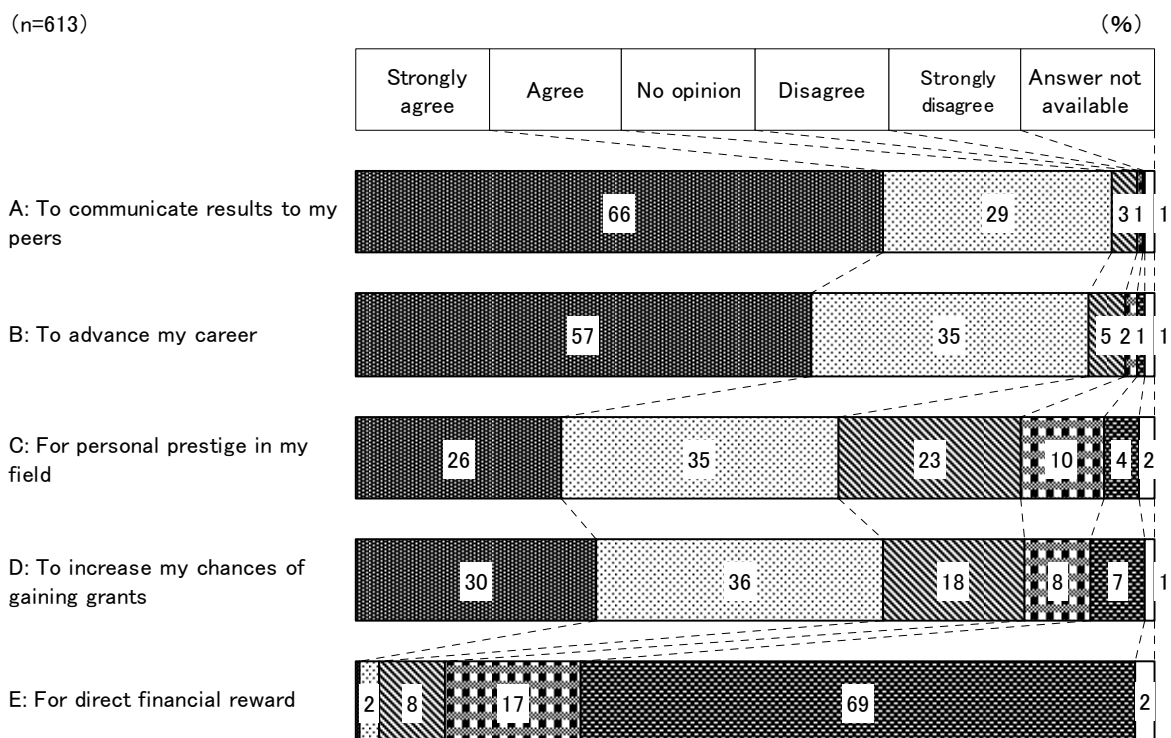 (n=613)
(%)
Strongly
agree
Agree
No opinion
Disagree
Strongly
disagree
Answer not
available
A: To communicate results to my
peers
66 29 3 1 1
B: To advance my career
57 35 5 2 1 1
C: For personal prestige in my
field
26 35 23 10 4 2
D: To increase my chances of
gaining grants
30 36 18 8 7 1
E: For direct financial reward
2 8 17 69 2